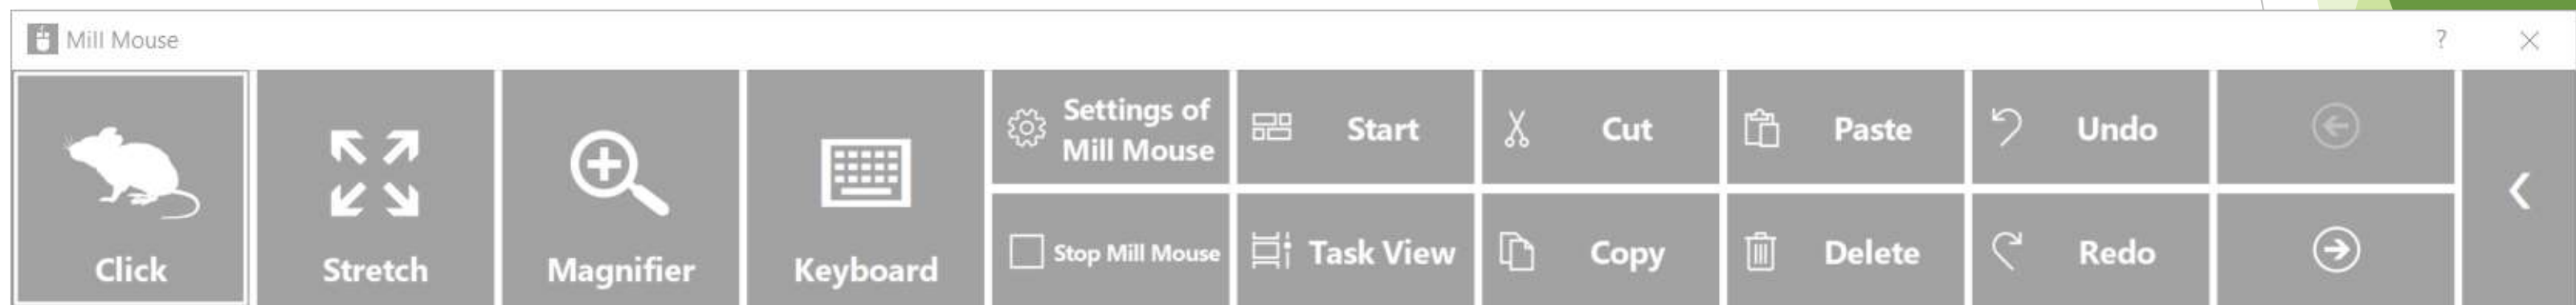 Mill Mouse
?
Click
Stretch
Magnifier
Keyboard
Settings of
Mill Mouse
Start
Cut
Paste
Undo
Stop Mill Mouse
Task View
Copy
Delete
Redo